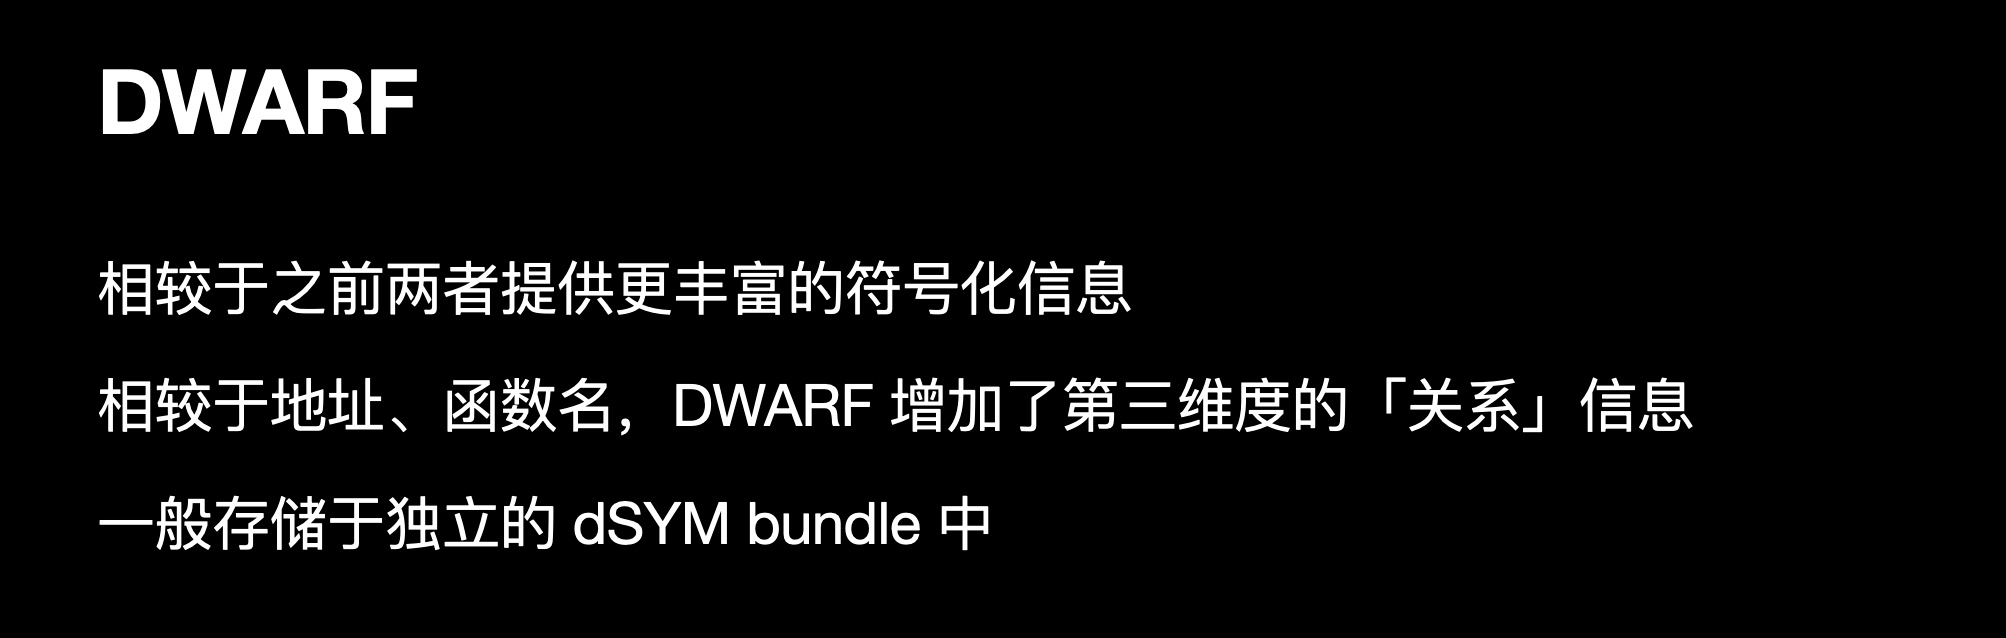 DWARF
相较于之前两者提供更丰富的符号化信息
相较于地址、函数名，DWARF 增加了第三维度的「关系」信息
一般存储于独立的 dSYM bundle 中